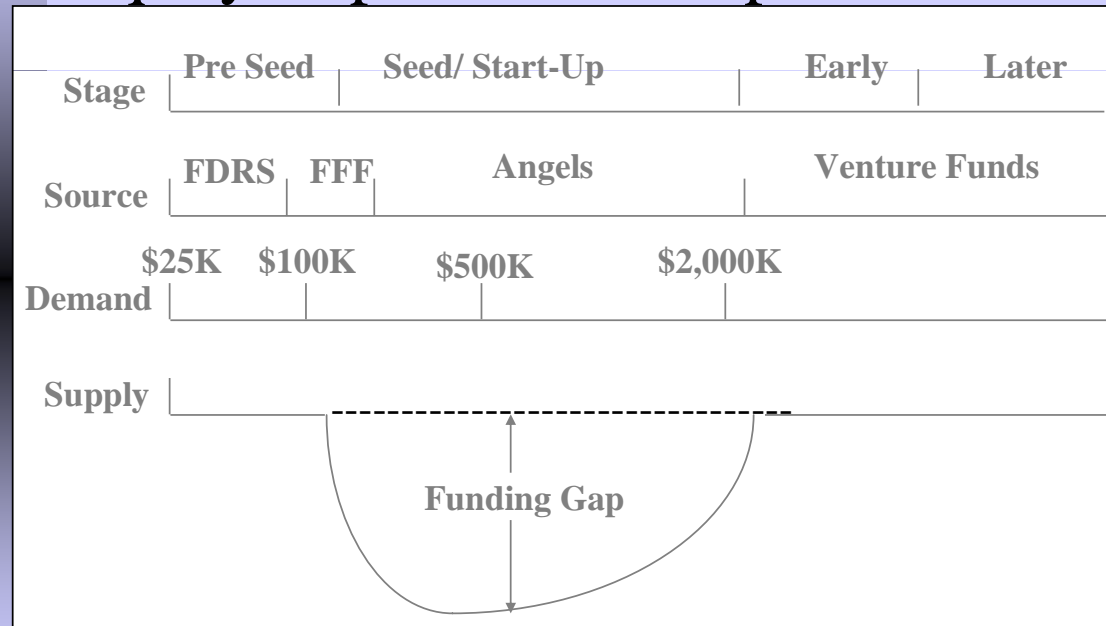 Pre Seed Seed/ Start-Up Early Later
Stage
FDRS FFF Angels Venture Funds
Source
$25K $100K $500K $2,000K
Demand
Supply
Funding Gap